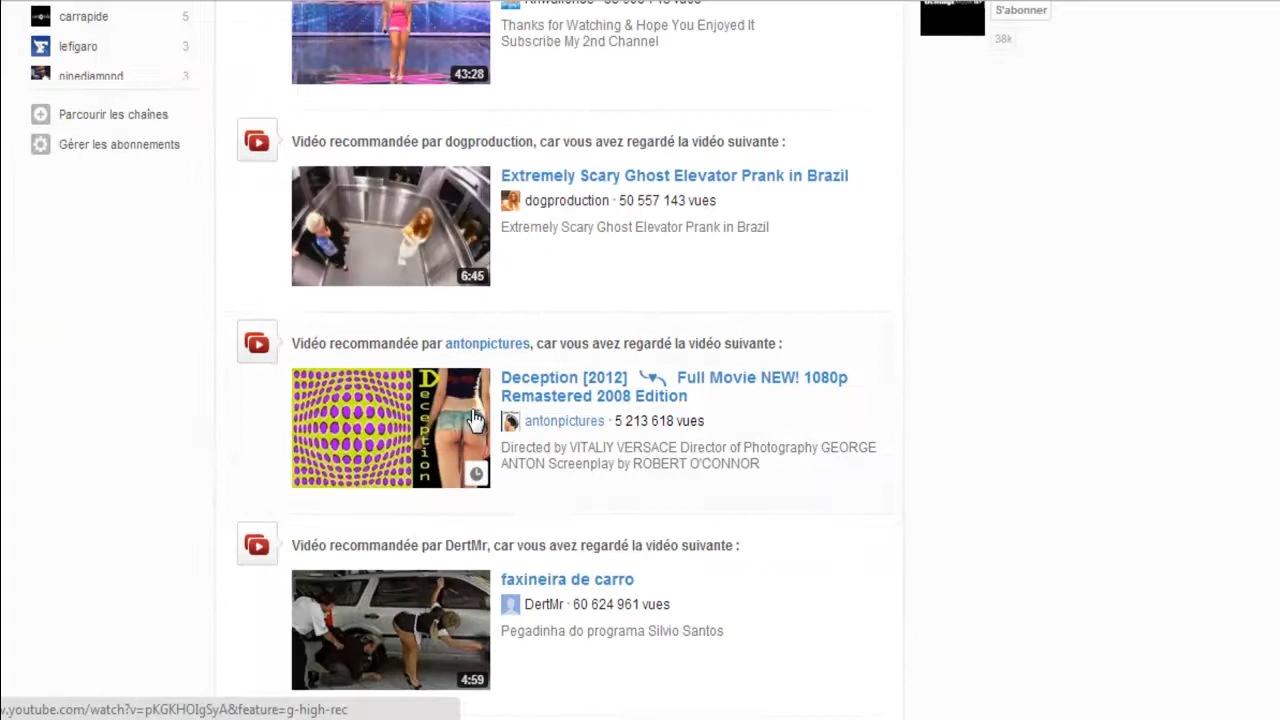 carrapide 5
lefigaro 3
ninediamond 3
Parcourir les chaînes
Gérer les abonnements
S'abonner
38k
Thanks for Watching & Hope You Enjoyed It
Subscribe My 2nd Channel
43:28
Vidéo recommandée par dogproduction, car vous avez regardé la vidéo suivante :
Extremely Scary Ghost Elevator Prank in Brazil
dogproduction · 50 557 143 vues
Extremely Scary Ghost Elevator Prank in Brazil
6:45
Vidéo recommandée par antonpictures, car vous avez regardé la vidéo suivante :
Deception
Deception [2012] ╰♥╮ Full Movie NEW! 1080p
Remastered 2008 Edition
antonpictures · 5 213 618 vues
Directed by VITALIY VERSACE Director of Photography GEORGE
ANTON Screenplay by ROBERT O'CONNOR
Vidéo recommandée par DertMr, car vous avez regardé la vidéo suivante :
faxineira de carro
DertMr · 60 624 961 vues
Pegadinha do programa Silvio Santos
4:59
.youtube.com/watch?v=pKGKHOIgSyA&feature=g-high-rec